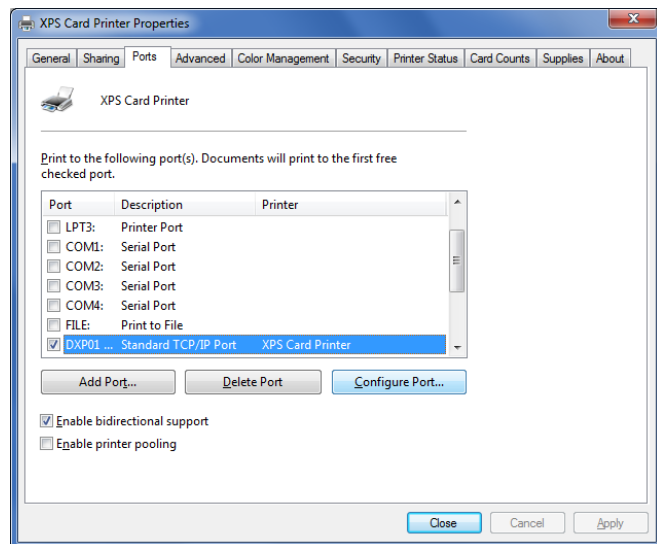 XPS Card Printer Properties
General Sharing Ports Advanced Color Management Security Printer Status Card Counts Supplies About
XPS Card Printer
Print to the following port(s). Documents will print to the first free
checked port.
Port Description Printer
LPT3: Printer Port
COM1: Serial Port
COM2: Serial Port
COM3: Serial Port
COM4: Serial Port
FILE: Print to File
DXP01 ... Standard TCP/IP Port XPS Card Printer
Add Port... Delete Port Configure Port...
Enable bidirectional support
Enable printer pooling
Close Cancel Apply